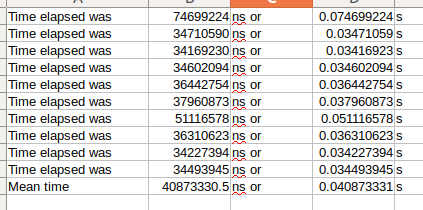 Time elapsed was 74699224 ns or 0.074699224 s
Time elapsed was 34710590 ns or 0.03471059 s
Time elapsed was 34169230 ns or 0.03416923 s
Time elapsed was 34602094 ns or 0.034602094 s
Time elapsed was 36442754 ns or 0.036442754 s
Time elapsed was 37960873 ns or 0.037960873 s
Time elapsed was 51116578 ns or 0.051116578 s
Time elapsed was 36310623 ns or 0.036310623 s
Time elapsed was 34227394 ns or 0.034227394 s
Time elapsed was 34493945 ns or 0.034493945 s
Mean time 40873330.5 ns or 0.040873331 s